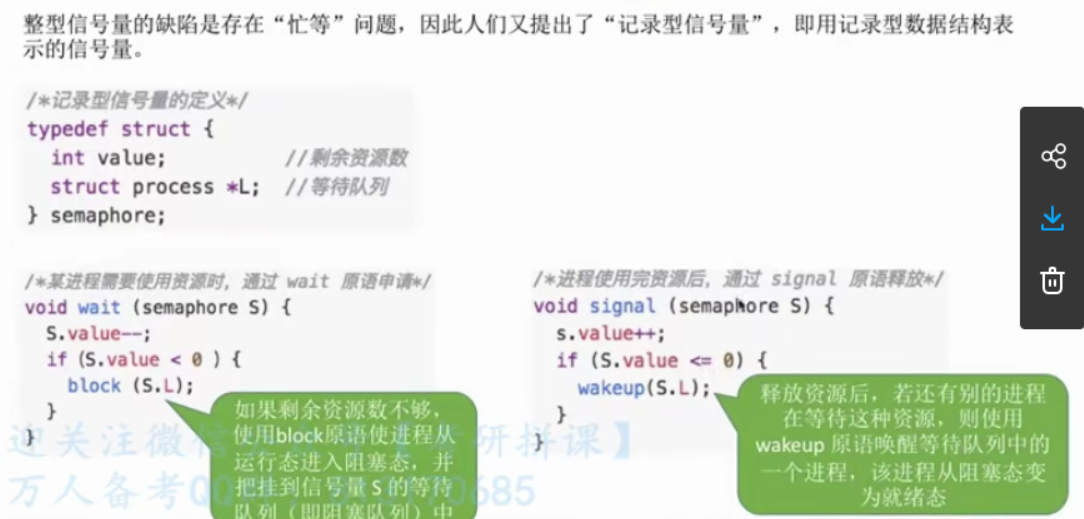 整型信号量的缺陷是存在“忙等”问题，因此人们又提出了“记录型信号量”，即用记录型数据结构表
示的信号量。
/*记录型信号量的定义*/
typedef struct {
int value; //剩余资源数
struct process *L; //等待队列
} semaphore;
/*某进程需要使用资源时，通过 wait 原语申请*/
void wait (semaphore S) {
S.value--;
if (S.value < 0 ) {
block (S.L);
}
}
如果剩余资源数不够，
使用block原语使进程从
运行态进入阻塞态，并
把挂到信号量 S 的等待
队列（即阻塞队列）中
/*进程使用完资源后，通过 signal 原语释放*/
void signal (semaphore S) {
s.value++;
if (S.value <= 0) {
wakeup(S.L);
}
}
释放资源后，若还有别的进程
在等待这种资源，则使用
wakeup 原语唤醒等待队列中的
一个进程，该进程从阻塞态变
为就绪态
迎关注微信
研拼课】
万人备考QQ
0685